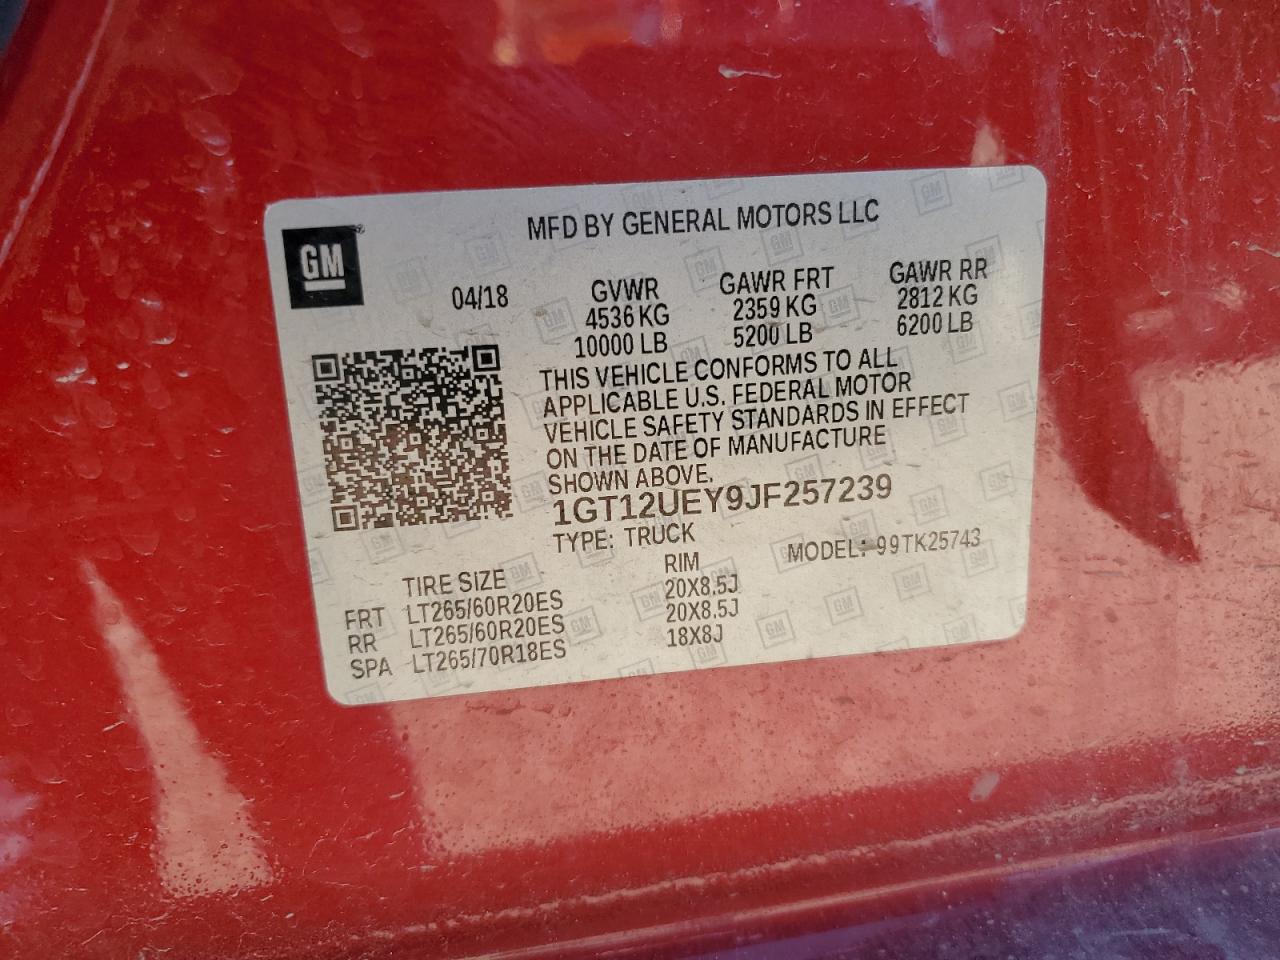 MFD BY GENERAL MOTORS LLC
GM
04/18 GVWR GAWR FRT GAWR RR
4536 KG 2359 KG 2812 KG
10000 LB 5200 LB 6200 LB
THIS VEHICLE CONFORMS TO ALL
APPLICABLE U.S. FEDERAL MOTOR
VEHICLE SAFETY STANDARDS IN EFFECT
ON THE DATE OF MANUFACTURE
SHOWN ABOVE.
1GT12UEY9JF257239
TYPE: TRUCK MODEL: 99TK25743
TIRE SIZE RIM
FRT LT265/60R20ES 20X8.5J
RR LT265/60R20ES 20X8.5J
SPA LT265/70R18ES 18X8J